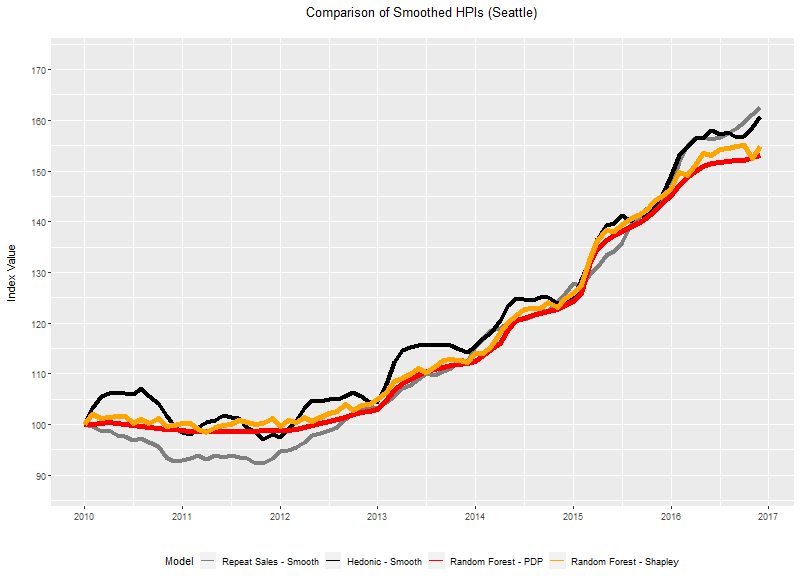 Comparison of Smoothed HPIs (Seattle)
Index Value
170
160
150
140
130
120
110
100
90
2010 2011 2012 2013 2014 2015 2016 2017
Model Repeat Sales - Smooth Hedonic - Smooth Random Forest - PDP Random Forest - Shapley